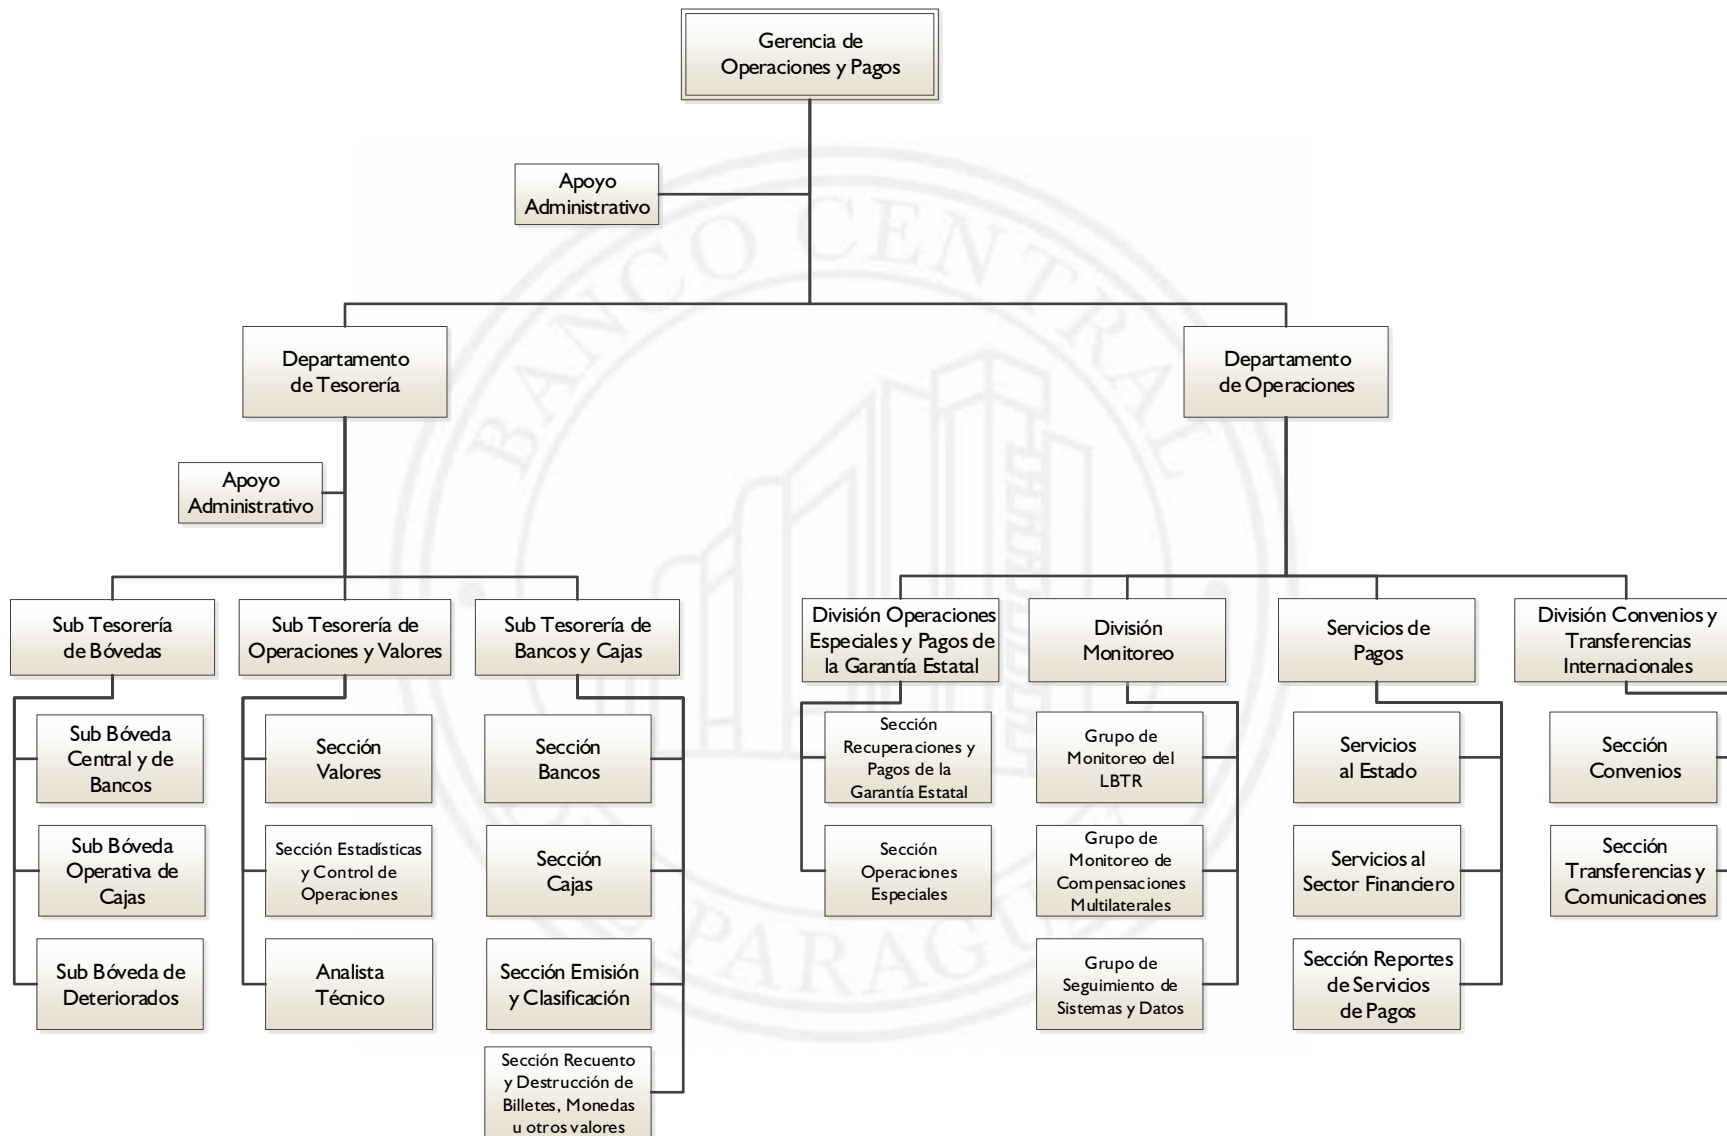 Gerencia de
Operaciones y Pagos
Apoyo
Administrativo
Departamento
de Tesorería
Departamento
de Operaciones
Apoyo
Administrativo
Sub Tesorería
de Bóvedas
Sub Tesorería de
Operaciones y Valores
Sub Tesorería de
Bancos y Cajas
División Operaciones
Especiales y Pagos de
la Garantía Estatal
División
Monitoreo
Servicios de
Pagos
División Convenios y
Transferencias
Internacionales
Sub Bóveda
Central y de
Bancos
Sección
Valores
Sección
Bancos
Sección
Recuperaciones y
Pagos de la
Garantía Estatal
Grupo de
Monitoreo del
LBTR
Servicios
al Estado
Sección
Convenios
Sub Bóveda
Operativa de
Cajas
Sección Estadísticas
y Control de
Operaciones
Sección
Cajas
Sección
Operaciones
Especiales
Grupo de
Monitoreo de
Compensaciones
Multilaterales
Servicios al
Sector Financiero
Sección
Transferencias y
Comunicaciones
Sub Bóveda de
Deteriorados
Analista
Técnico
Sección Emisión
y Clasificación
Grupo de
Seguimiento de
Sistemas y Datos
Sección Reportes
de Servicios
de Pagos
Sección Recuento
y Destrucción de
Billetes, Monedas
u otros valores
BANCO CENTRAL
DE PARAGUAY